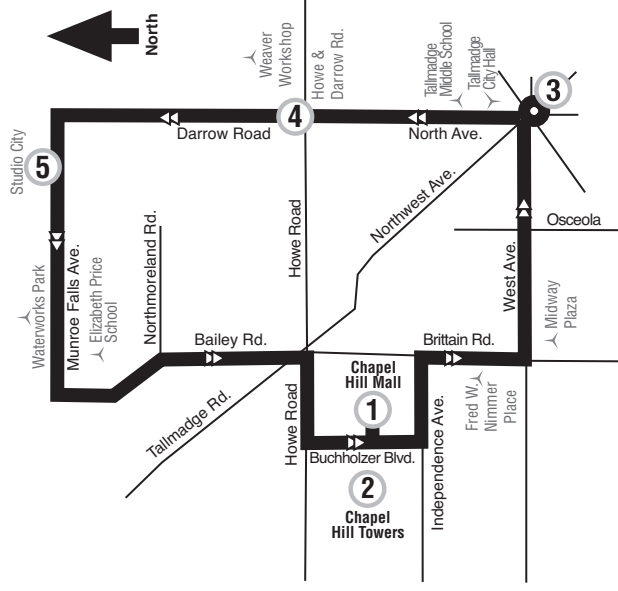 North
Weaver
Workshop
Howe &
Darrow Rd.
Tallmadge
Middle School
Tallmadge
City Hall
3
4
Darrow Road
North Ave.
Studio City
5
Northwest Ave.
Osceola
Howe Road
Northmoreland Rd.
Munroe Falls Ave.
Elizabeth Price
School
Waterworks Park
West Ave.
Midway
Plaza
Bailey Rd.
Brittain Rd.
Chapel
Hill Mall
1
Tallmadge Rd.
Howe Road
Buchholzer Blvd.
Independence Ave.
Fred W.
Nimmer
Place
2
Chapel
Hill Towers